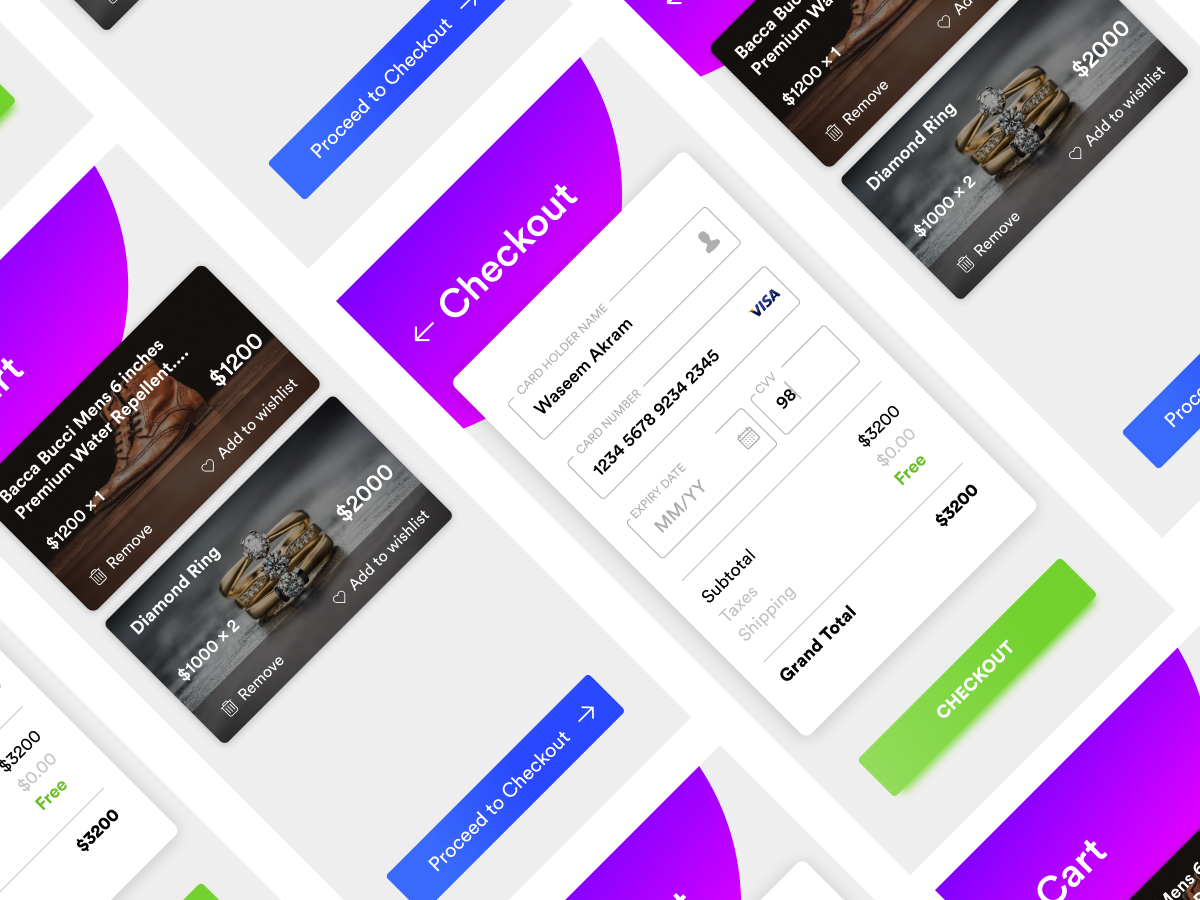 Proceed to Checkout
Bacca Buc
Premium Wa
$1200 × 1
Remove
Ad
Diamond Ring
$2000
$1000 × 2
Add to wishlist
Remove
Checkout
CARD HOLDER NAME
Waseem Akram
CARD NUMBER
1234 5678 9234 2345
VISA
EXPIRY DATE
MM/YY
CVV
98
Subtotal
$3200
Taxes
$0.00
Shipping
Free
Grand Total
$3200
CHECKOUT
rt
Bacca Bucci Mens 6 inches
Premium Water Repellent....
$1200
$1200 × 1
Add to wishlist
Remove
Diamond Ring
$2000
$1000 × 2
Add to wishlist
Remove
Proceed to Checkout
$3200
$0.00
Free
$3200
Proce
Cart
Mens 6
t